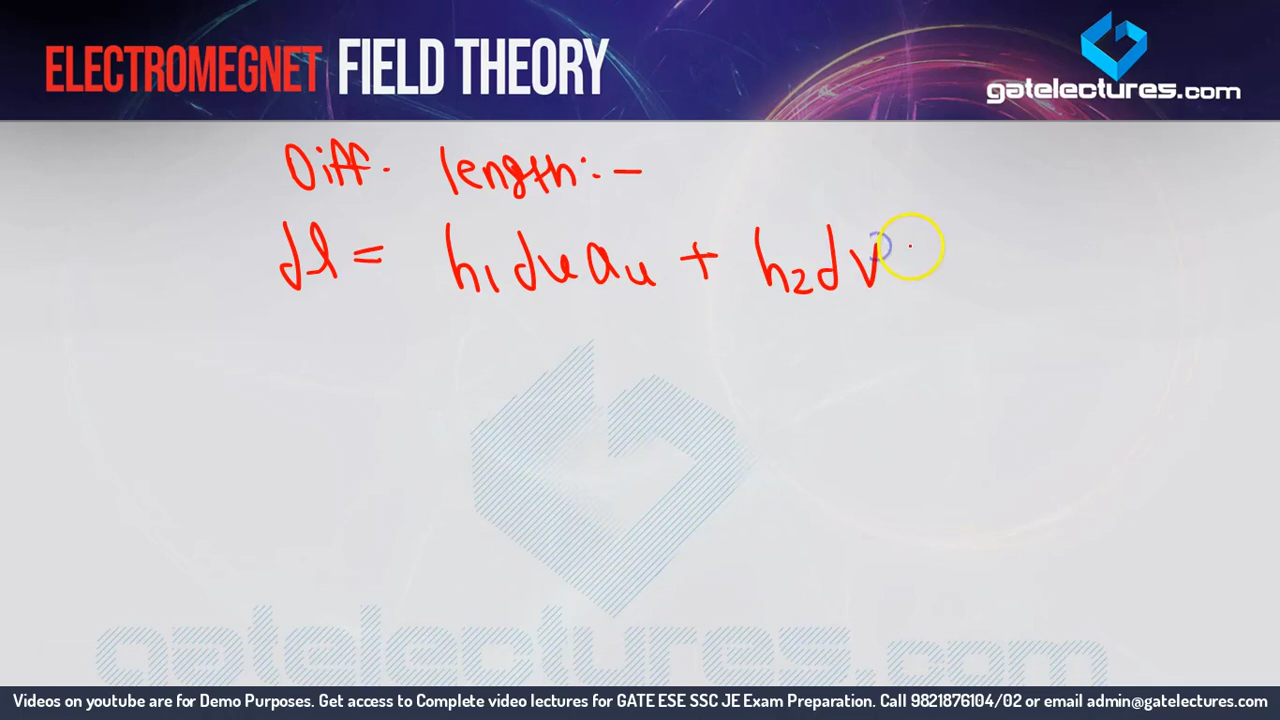 ELECTROMEGNET FIELD THEORY
gatelectures.com
Diff. length:-
dl = h₁du aᵤ + h₂dv
gatelectures.com
Videos on youtube are for Demo Purposes. Get access to Complete video lectures for GATE ESE SSC JE Exam Preparation. Call 9821876104/02 or email admin@gatelectures.com